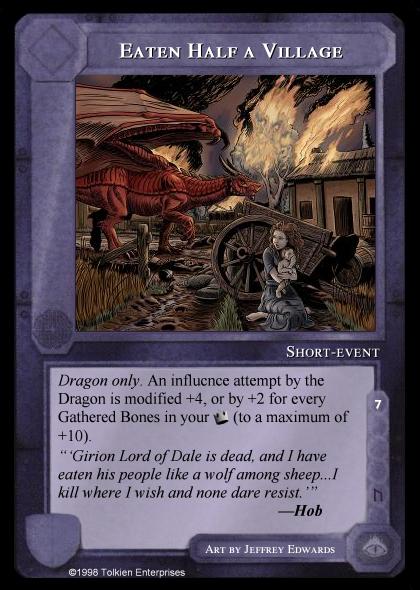 EATEN HALF A VILLAGE
SHORT-EVENT
Dragon only. An influcnce attempt by the
Dragon is modified +4, or by +2 for every
Gathered Bones in your (to a maximum of
+10).
“‘Girion Lord of Dale is dead, and I have
eaten his people like a wolf among sheep...I
kill where I wish and none dare resist.’”
—Hob
7
ART BY JEFFREY EDWARDS
©1998 Tolkien Enterprises